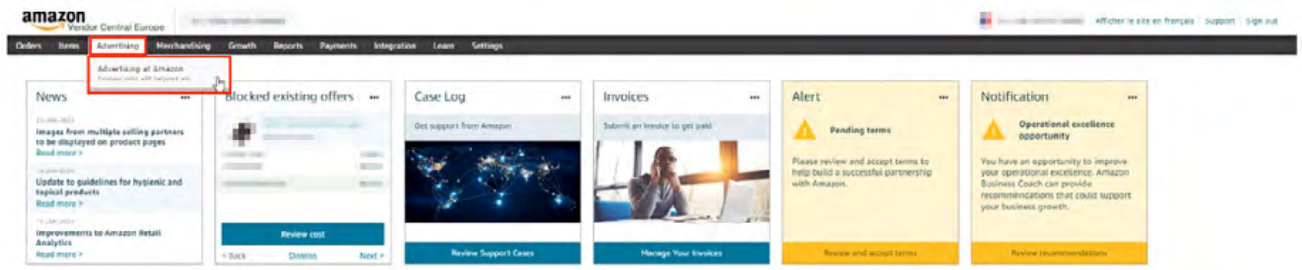 amazon
Vendor Central Europe
Afficher le site en français Support Sign out
Orders Items Advertising Merchandising Growth Reports Payments Integration Learn Settings
Advertising at Amazon
News ...
Images from multiple selling partners
to be displayed on product pages
Read more >
Update to guidelines for hygienic and
topical products
Read more >
Improvements to Amazon Retail
Analytics
Read more >
Blocked existing offers ...
Review cost
< Back Dismiss Next >
Case Log ...
Get support from Amazon
Review Support Cases
Invoices ...
Submit an invoice to get paid
Manage Your Invoices
Alert ...
Pending terms
Please review and accept terms to
help build a successful partnership
with Amazon.
Review and accept terms
Notification ...
Operational excellence
opportunity
You have an opportunity to improve
your operational excellence. Amazon
Business Coach can provide
recommendations that could support
your business growth.
Review recommendations